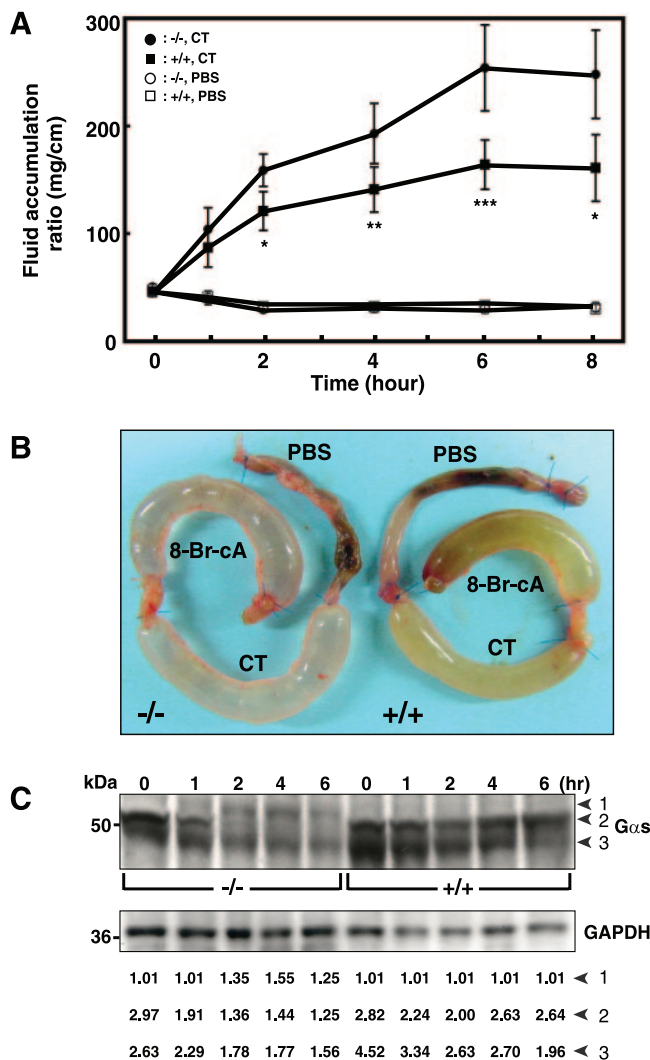 A
● : -/-, CT
■ : +/+, CT
○ : -/-, PBS
□ : +/+, PBS
Fluid accumulation
ratio (mg/cm)
300
200
100
0
* ** *** *
0 2 4 6 8
Time (hour)
B
PBS PBS
8-Br-cA 8-Br-cA
CT CT
-/- +/+
C
kDa 0 1 2 4 6 0 1 2 4 6 (hr)
1
50 2 Gαs
3
-/- +/+
36 GAPDH
1.01 1.01 1.35 1.55 1.25 1.01 1.01 1.01 1.01 1.01 1
2.97 1.91 1.36 1.44 1.25 2.82 2.24 2.00 2.63 2.64 2
2.63 2.29 1.78 1.77 1.56 4.52 3.34 2.63 2.70 1.96 3